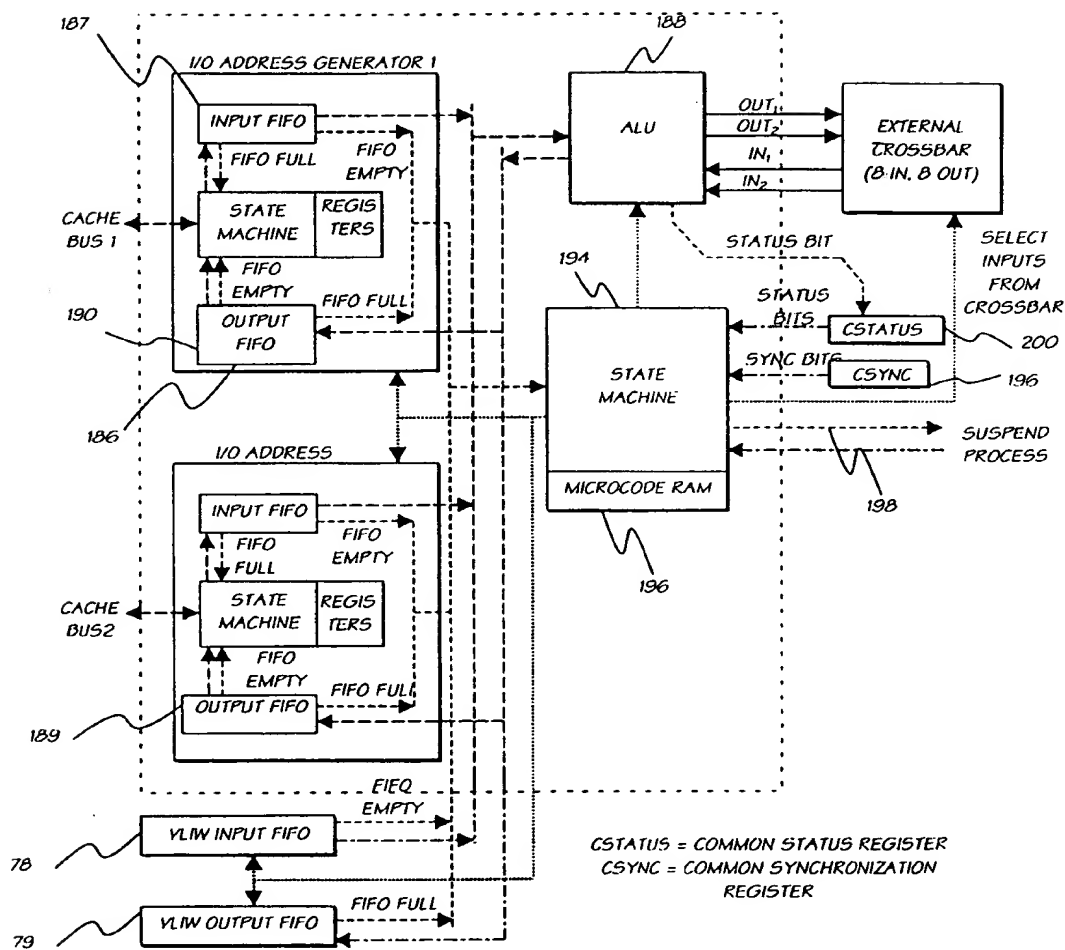 187
188
I/O ADDRESS GENERATOR 1
INPUT FIFO
FIFO FULL
FIFO EMPTY
CACHE BUS 1
STATE MACHINE
REGIS TERS
FIFO EMPTY
FIFO FULL
OUTPUT FIFO
190
186
ALU
OUT1
OUT2
IN1
IN2
EXTERNAL
CROSSBAR
(8 IN, 8 OUT)
STATUS BIT
SELECT
INPUTS
FROM
CROSSBAR
194
STATUS
BITS
CSTATUS
200
SYNC BITS
CSYNC
196
STATE
MACHINE
SUSPEND
PROCESS
198
MICROCODE RAM
196
I/O ADDRESS
INPUT FIFO
FIFO
FULL
FIFO
EMPTY
CACHE
BUS2
STATE
MACHINE
REGIS
TERS
FIFO
EMPTY
FIFO FULL
OUTPUT FIFO
189
FIFQ
EMPTY
YLIW INPUT FIFO
78
FIFO FULL
YLIW OUTPUT FIFO
79
CSTATUS = COMMON STATUS REGISTER
CSYNC = COMMON SYNCHRONIZATION
REGISTER